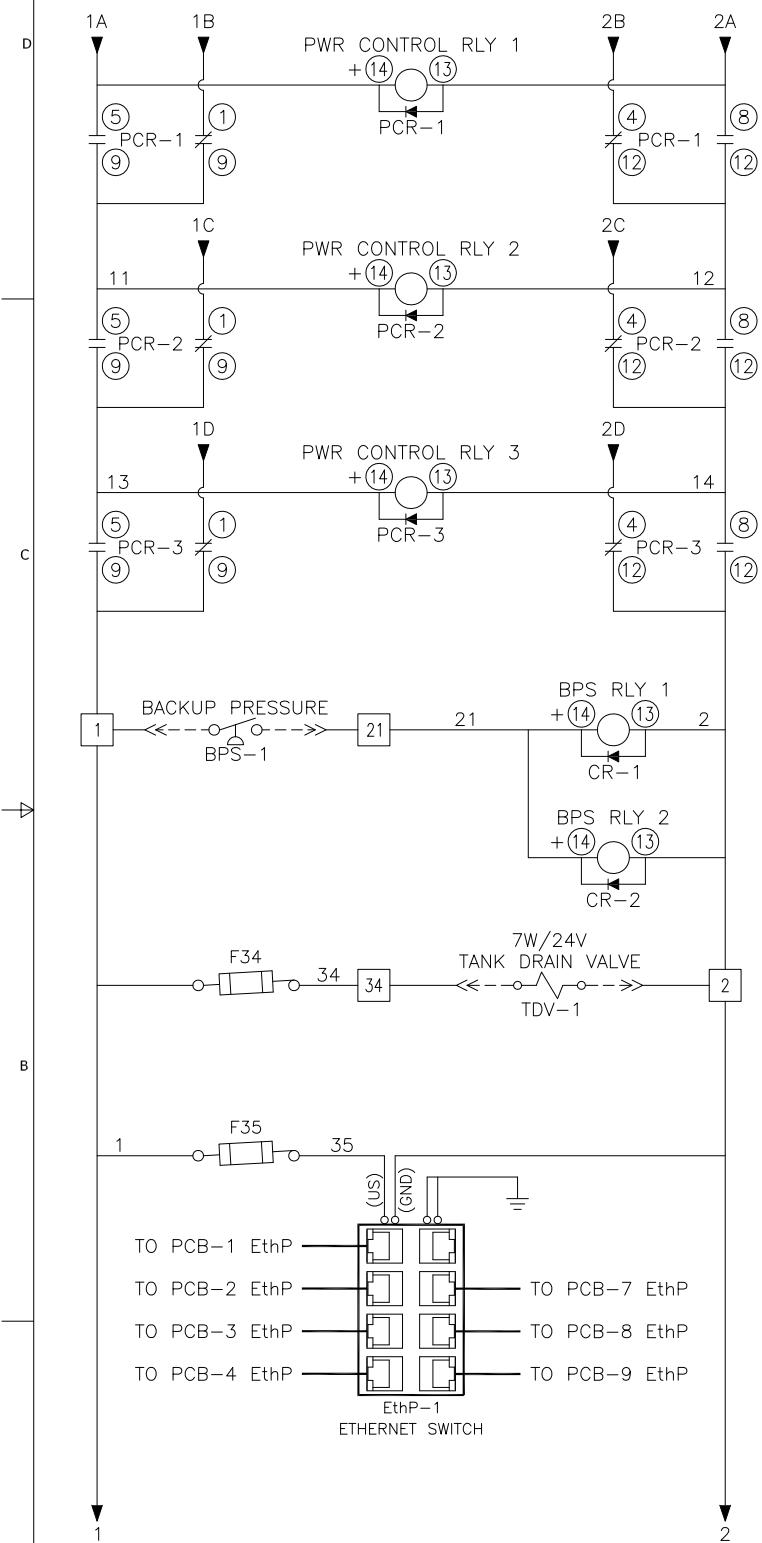 1A 1B 2B 2A
D
PWR CONTROL RLY 1
+ 14 13
PCR-1
5 1 4 8
PCR-1 PCR-1
9 9 12 12
1C 2C
PWR CONTROL RLY 2
11 + 14 13 12
PCR-2
5 1 4 8
PCR-2 PCR-2
9 9 12 12
1D 2D
PWR CONTROL RLY 3
13 + 14 13 14
PCR-3
5 1 4 8
C
PCR-3 PCR-3
9 9 12 12
BPS RLY 1
BACKUP PRESSURE
1 21 21 + 14 13 2
BPS-1
CR-1
BPS RLY 2
+ 14 13
CR-2
7W/24V
F34 TANK DRAIN VALVE
34 34 2
TDV-1
B
F35
1 35
(US) (GND)
TO PCB-1 EthP
TO PCB-2 EthP TO PCB-7 EthP
TO PCB-3 EthP TO PCB-8 EthP
TO PCB-4 EthP TO PCB-9 EthP
EthP-1
ETHERNET SWITCH
1 2